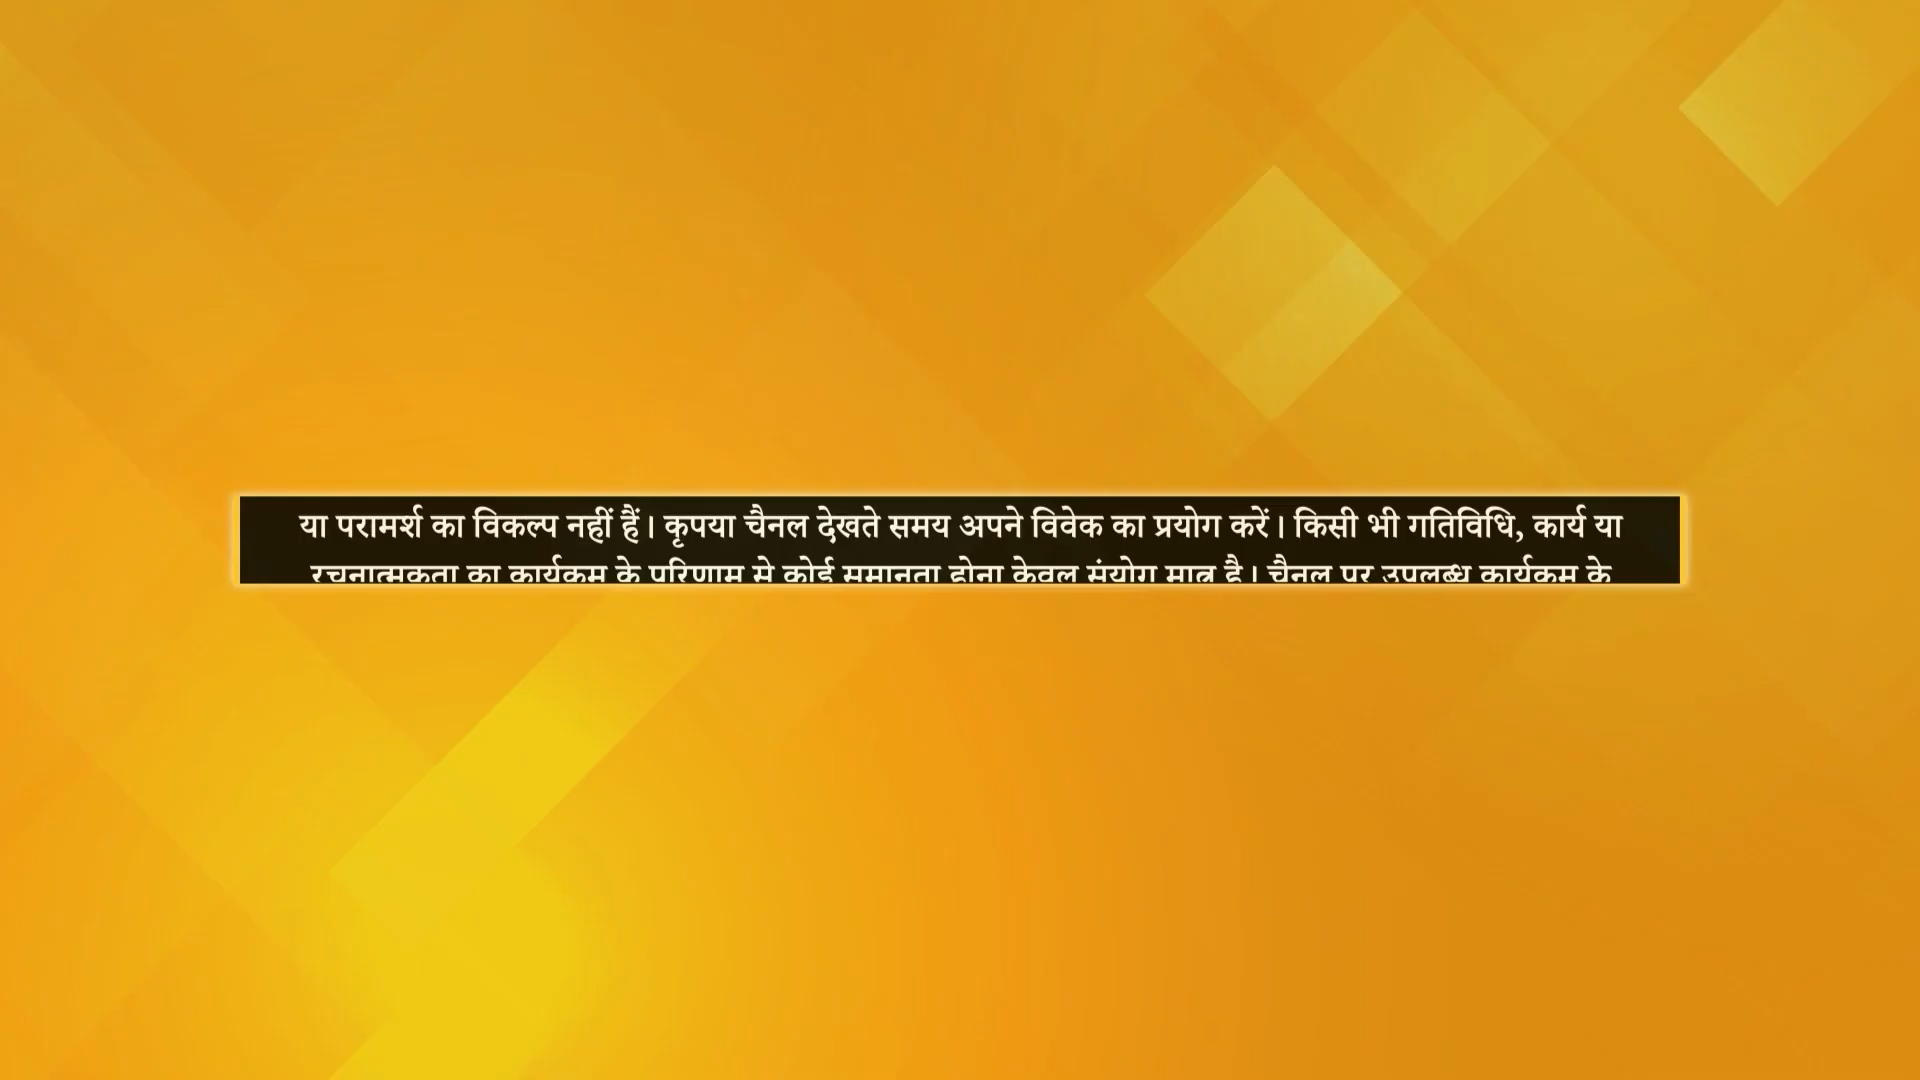 या परामर्श का विकल्प नहीं हैं। कृपया चैनल देखते समय अपने विवेक का प्रयोग करें। किसी भी गतिविधि, कार्य या
रचनात्मकता का कार्यक्रम के परिणाम से कोई समानता होना केवल संयोग मात्र है। चैनल पर उपलब्ध कार्यक्रम के